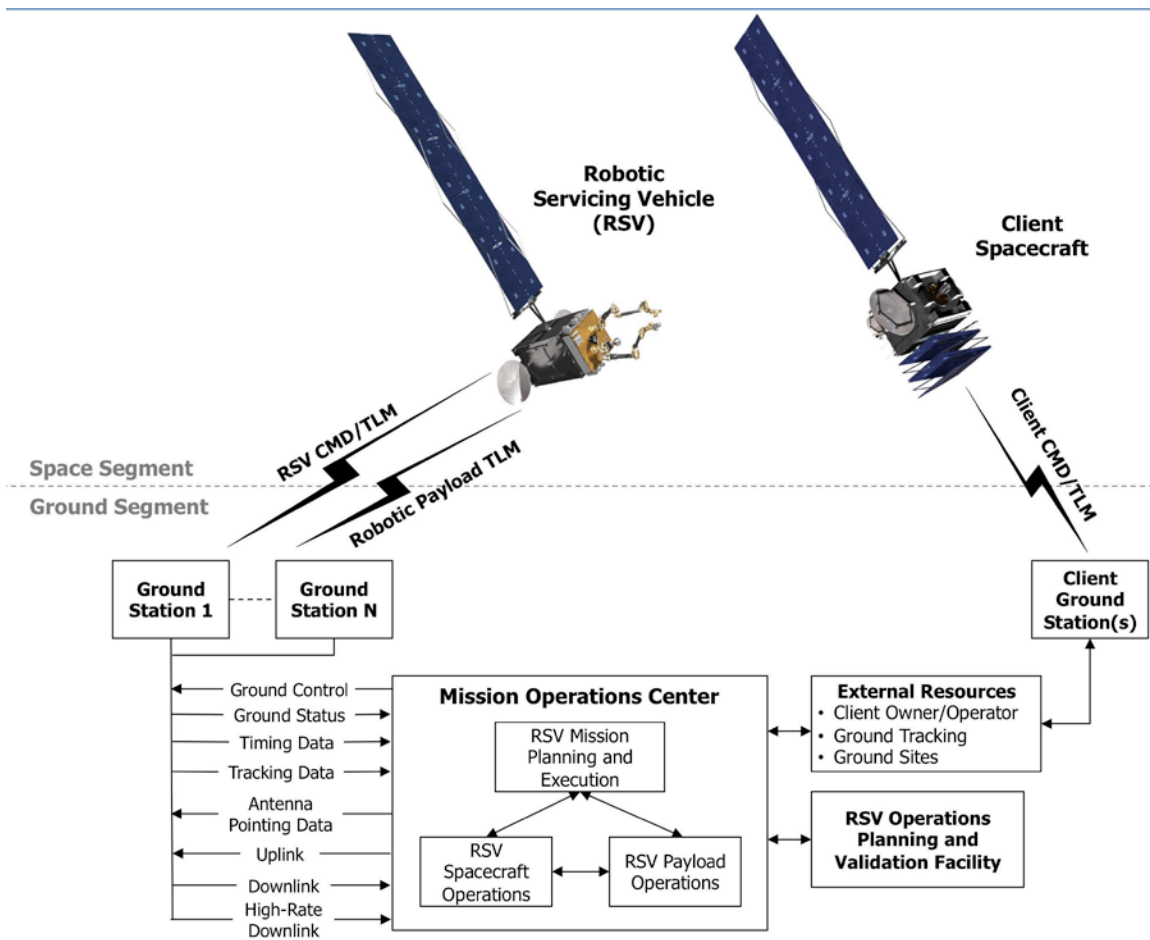 Robotic
Servicing Vehicle
(RSV)
Client
Spacecraft
RSV CMD/TLM
Robotic Payload TLM
Client CMD/TLM
Space Segment
Ground Segment
Ground
Station 1
Ground
Station N
Client
Ground
Station(s)
Ground Control
Ground Status
Timing Data
Tracking Data
Antenna
Pointing Data
Uplink
Downlink
High-Rate
Downlink
Mission Operations Center
RSV Mission
Planning and
Execution
RSV
Spacecraft
Operations
RSV Payload
Operations
External Resources
• Client Owner/Operator
• Ground Tracking
• Ground Sites
RSV Operations
Planning and
Validation Facility